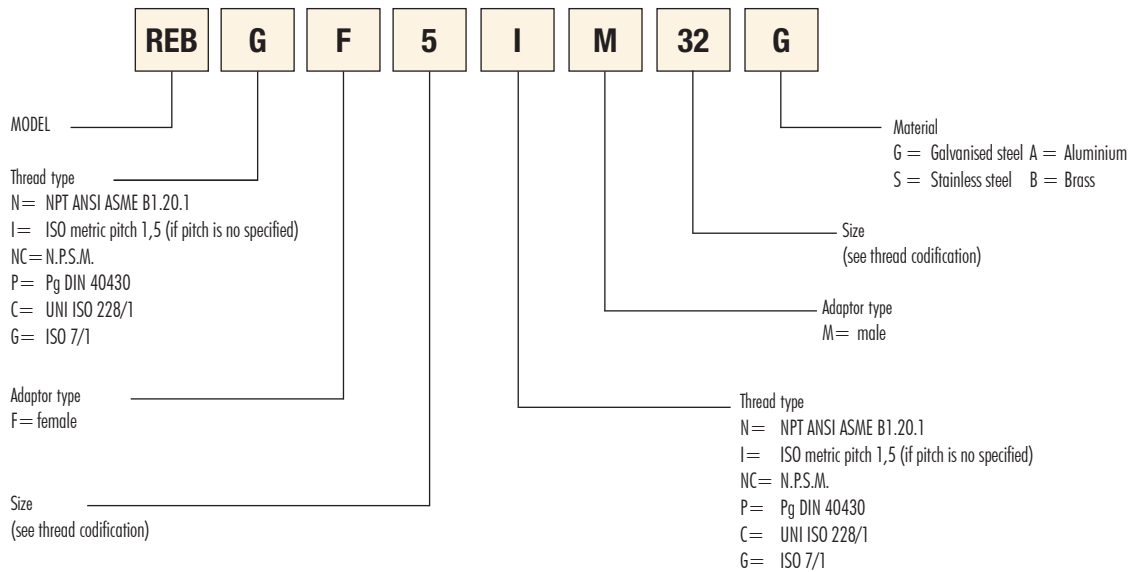 REB G F 5 I M 32 G
MODEL
Thread type
N= NPT ANSI ASME B1.20.1
I= ISO metric pitch 1,5 (if pitch is no specified)
NC= N.P.S.M.
P= Pg DIN 40430
C= UNI ISO 228/1
G= ISO 7/1
Adaptor type
F= female
Size
(see thread codification)
Material
G= Galvanised steel A= Aluminium
S= Stainless steel B= Brass
Size
(see thread codification)
Adaptor type
M= male
Thread type
N= NPT ANSI ASME B1.20.1
I= ISO metric pitch 1,5 (if pitch is no specified)
NC= N.P.S.M.
P= Pg DIN 40430
C= UNI ISO 228/1
G= ISO 7/1